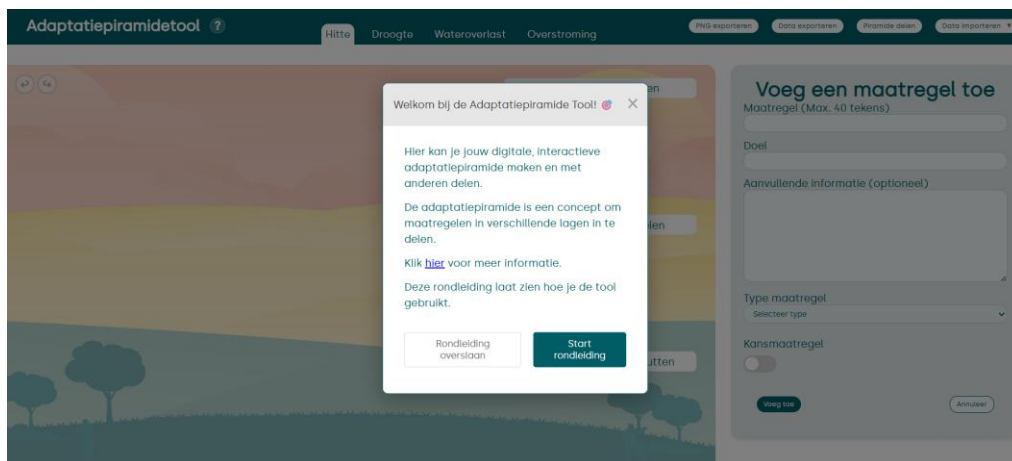 Adaptatiepiramidetool ?
Hitte Droogte Wateroverlast Overstroming
PNG exporteren Data exporteren Piramide delen Data importeren
Welkom bij de Adaptatiepiramide Tool! 🎯 ×
Hier kan je jouw digitale, interactieve
adaptatiepiramide maken en met
anderen delen.
De adaptatiepiramide is een concept om
maatregelen in verschillende lagen in te
delen.
Klik hier voor meer informatie.
Deze rondleiding laat zien hoe je de tool
gebruikt.
Rondleiding
overslaan
Start
rondleiding
Voeg een maatregel toe
Maatregel (Max. 40 tekens)
Doel
Aanvullende informatie (optioneel)
Type maatregel
Selecteer type
Kansmaatregel
Voeg toe
Annuleer